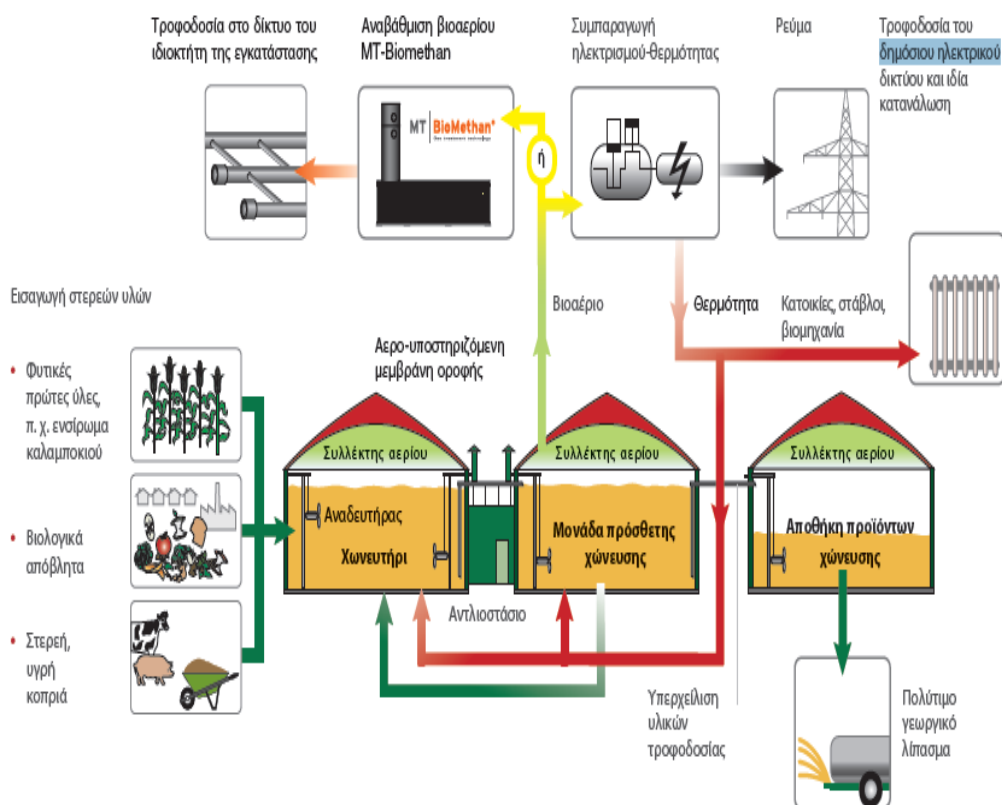 Τροφοδοσία στο δίκτυο του
ιδιοκτήτη της εγκατάστασης
Αναβάθμιση βιοαερίου
MT-Biomethan
Συμπαραγωγή
ηλεκτρισμού-θερμότητας
Ρεύμα
Τροφοδοσία του
δημόσιου ηλεκτρικού
δικτύου και ιδία
κατανάλωση
MT BioMethan
ή
Εισαγωγή στερεών υλών
Βιοαέριο
Θερμότητα
Κατοικίες, στάβλοι,
βιομηχανία
Αερο-υποστηριζόμενη
μεμβράνη οροφής
• Φυτικές
πρώτες ύλες,
π. χ. ενσίρωμα
καλαμποκιού
Συλλέκτης αερίου
Συλλέκτης αερίου
Συλλέκτης αερίου
Αναδευτήρας
Χωνευτήρι
Μονάδα πρόσθετης
χώνευσης
Αποθήκη προϊόντων
χώνευσης
• Βιολογικά
απόβλητα
Αντλιοστάσιο
• Στερεή,
υγρή
κοπριά
Υπερχείλιση
υλικών
τροφοδοσίας
Πολύτιμο
γεωργικό
λίπασμα